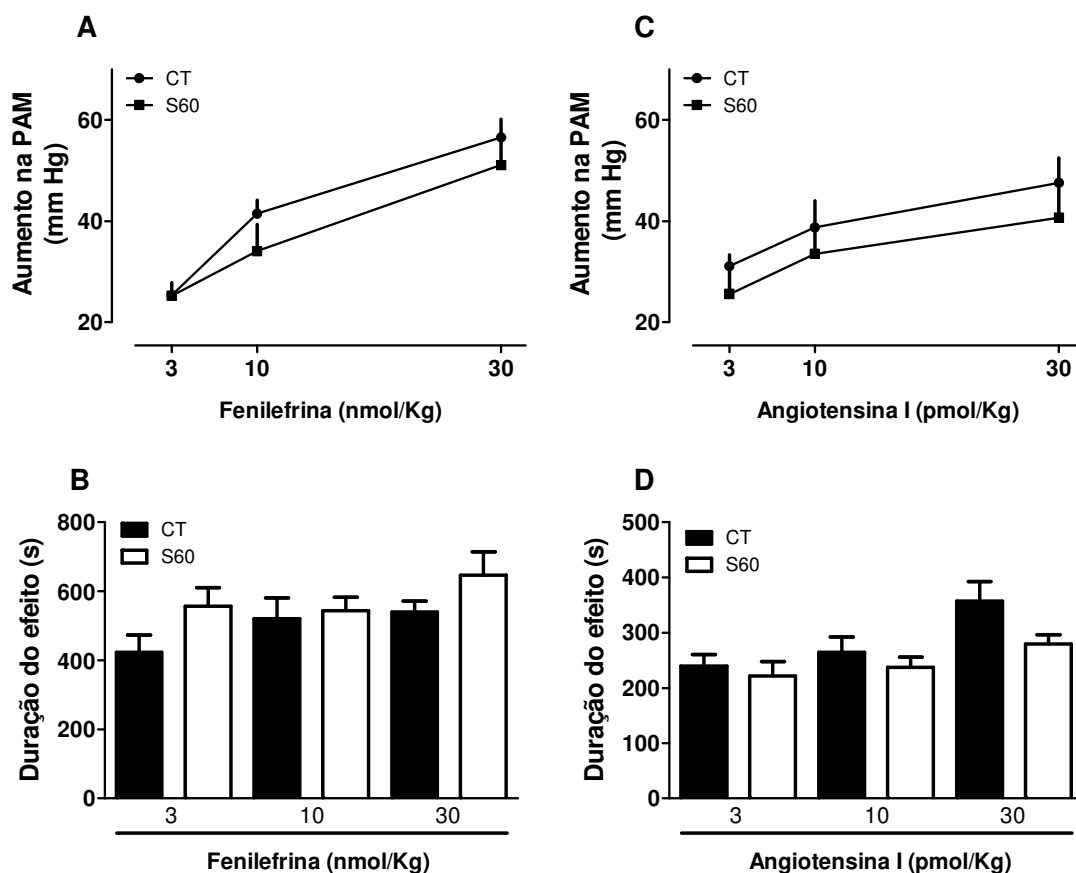 A
CT
S60
Aumento na PAM
(mm Hg)
60
40
20
3 10 30
Fenilefrina (nmol/Kg)
C
CT
S60
Aumento na PAM
(mm Hg)
60
40
20
3 10 30
Angiotensina I (pmol/Kg)
B
CT
S60
Duração do efeito (s)
800
600
400
200
0
3 10 30
Fenilefrina (nmol/Kg)
D
CT
S60
Duração do efeito (s)
500
400
300
200
100
0
3 10 30
Angiotensina I (pmol/Kg)